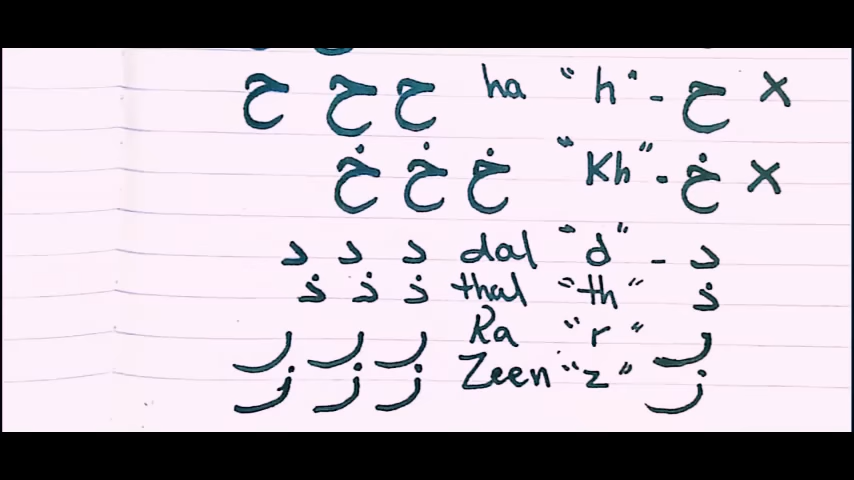 ح ح ح ha "h" - ح ×
خ خ خ "Kh" - خ ×
د د د dal "d" - د
ذ ذ ذ thal "th" ذ
ر ر ر Ra "r" ر
ز ز ز Zeen "z" ز